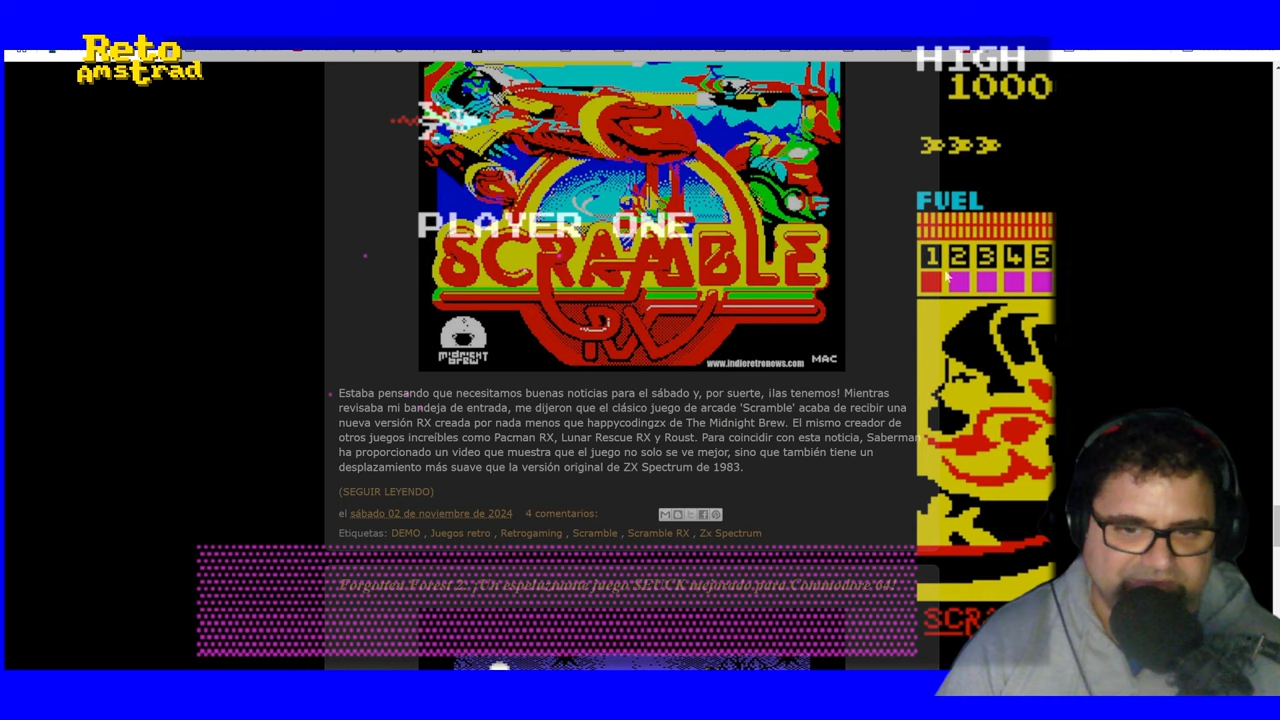 Reto
Amstrad
HIGH
1000
FUEL
1 2 3 4 5
PLAYER ONE
SCRAMBLE
RX
MIDNIGHT
BREW
www.indieretronews.com
MAC
Estaba pensando que necesitamos buenas noticias para el sábado y, por suerte, ¡las tenemos! Mientras
revisaba mi bandeja de entrada, me dijeron que el clásico juego de arcade 'Scramble' acaba de recibir una
nueva versión RX creada por nada menos que happycodingzx de The Midnight Brew. El mismo creador de
otros juegos increíbles como Pacman RX, Lunar Rescue RX y Roust. Para coincidir con esta noticia, Saberman
ha proporcionado un video que muestra que el juego no solo se ve mejor, sino que también tiene un
desplazamiento más suave que la versión original de ZX Spectrum de 1983.
(SEGUIR LEYENDO)
el sábado 02 de noviembre de 2024 4 comentarios:
Etiquetas: DEMO , Juegos retro , Retrogaming , Scramble , Scramble RX , Zx Spectrum
Forgotten Forest 2: ¡Un espeluznante juego SEUCK mejorado para Commodore 64!
SCRA